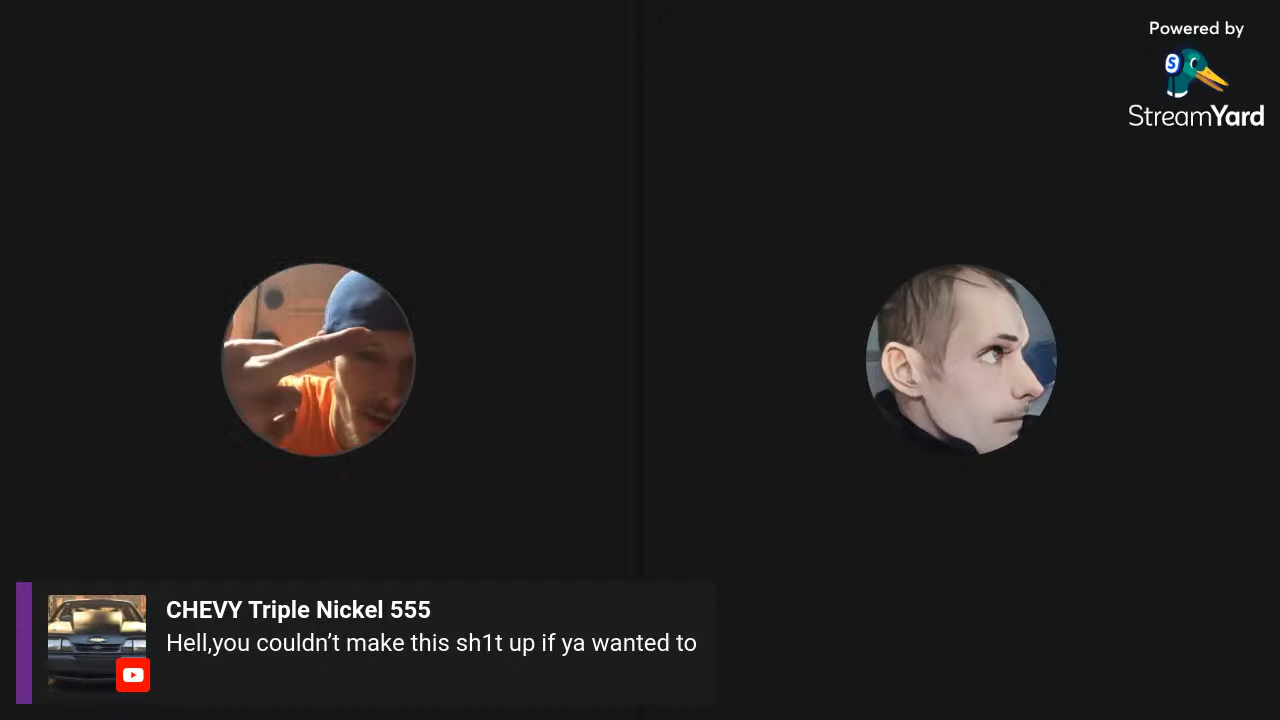 Powered by
S
StreamYard
CHEVY Triple Nickel 555
Hell,you couldn’t make this sh1t up if ya wanted to